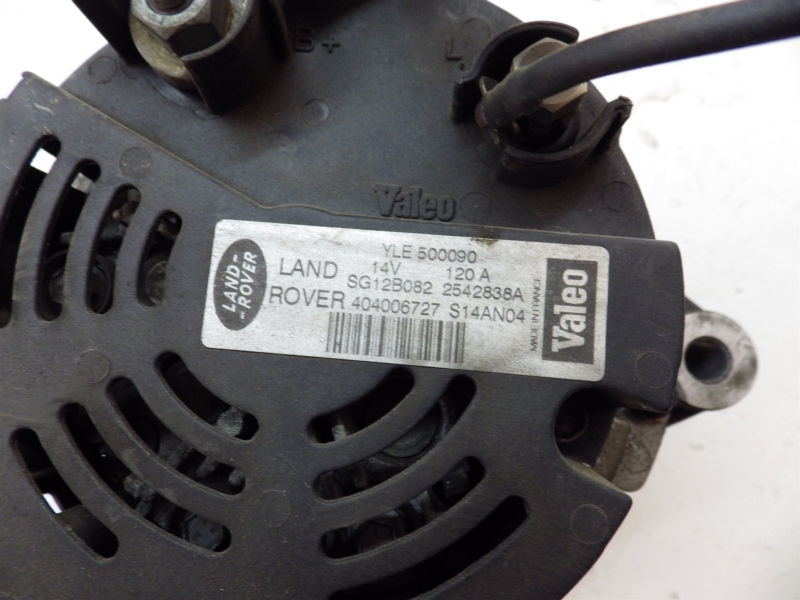 B+ L
Valeo
LAND-
-ROVER
LAND
ROVER
YLE 500090
14V 120 A
SG12B082 2542838A
404006727 S14AN04
H
MADE IN FRANCE
Valeo